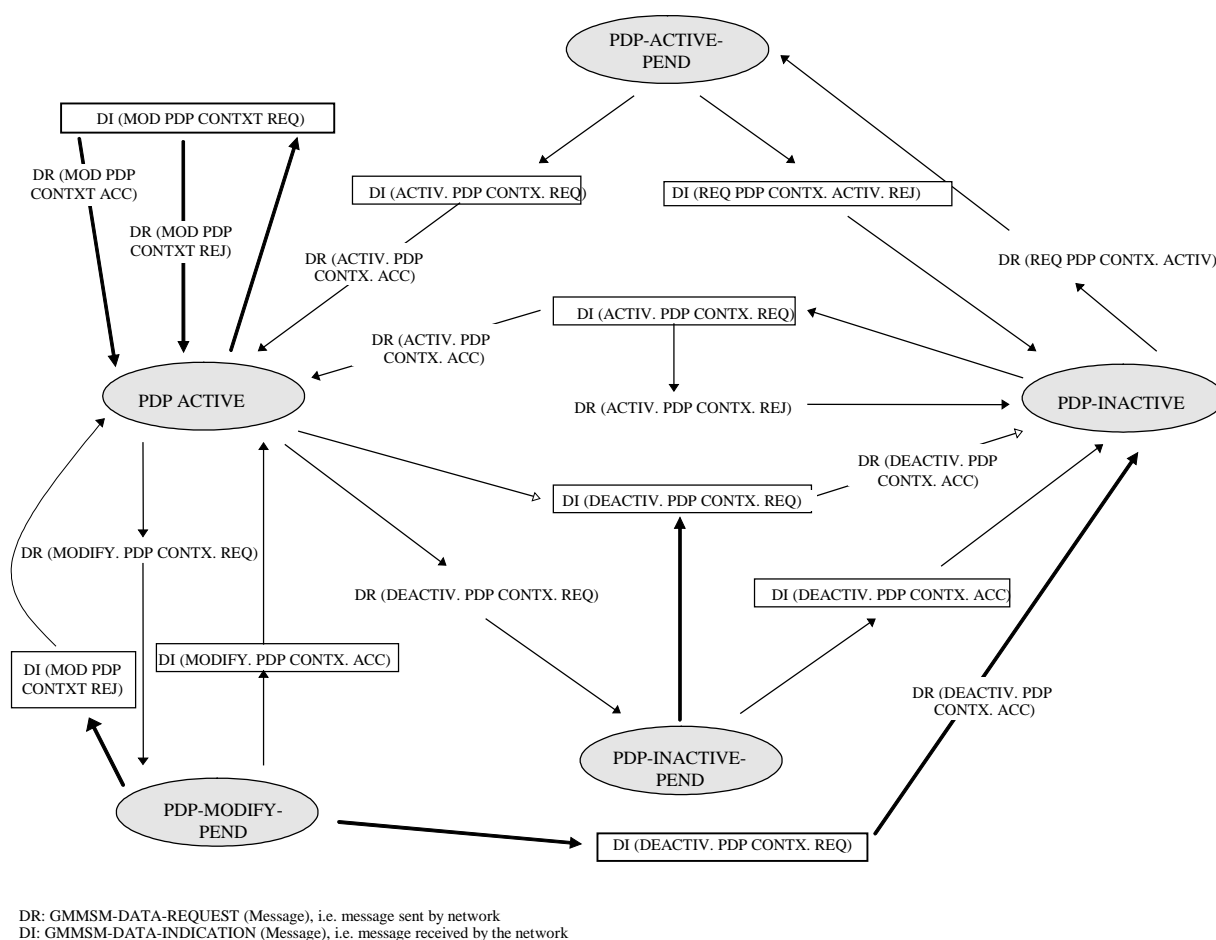 PDP-ACTIVE-
PEND
DI (MOD PDP CONTXT REQ)
DR (MOD PDP
CONTXT ACC)
DI (ACTIV. PDP CONTX. REQ)
DI (REQ PDP CONTX. ACTIV. REJ)
DR (MOD PDP
CONTXT REJ)
DR (ACTIV. PDP
CONTX. ACC)
DR (REQ PDP CONTX. ACTIV)
DI (ACTIV. PDP CONTX. REQ)
DR (ACTIV. PDP
CONTX. ACC)
PDP ACTIVE
DR (ACTIV. PDP CONTX. REJ)
PDP-INACTIVE
DR (DEACTIV. PDP
CONTX. ACC)
DI (DEACTIV. PDP CONTX. REQ)
DR (MODIFY. PDP CONTX. REQ)
DR (DEACTIV. PDP CONTX. REQ)
DI (DEACTIV. PDP CONTX. ACC)
DI (MOD PDP
CONTXT REJ)
DI (MODIFY. PDP CONTX. ACC)
DR (DEACTIV. PDP
CONTX. ACC)
PDP-INACTIVE-
PEND
PDP-MODIFY-
PEND
DI (DEACTIV. PDP CONTX. REQ)
DR: GMMSM-DATA-REQUEST (Message), i.e. message sent by network
DI: GMMSM-DATA-INDICATION (Message), i.e. message received by the network